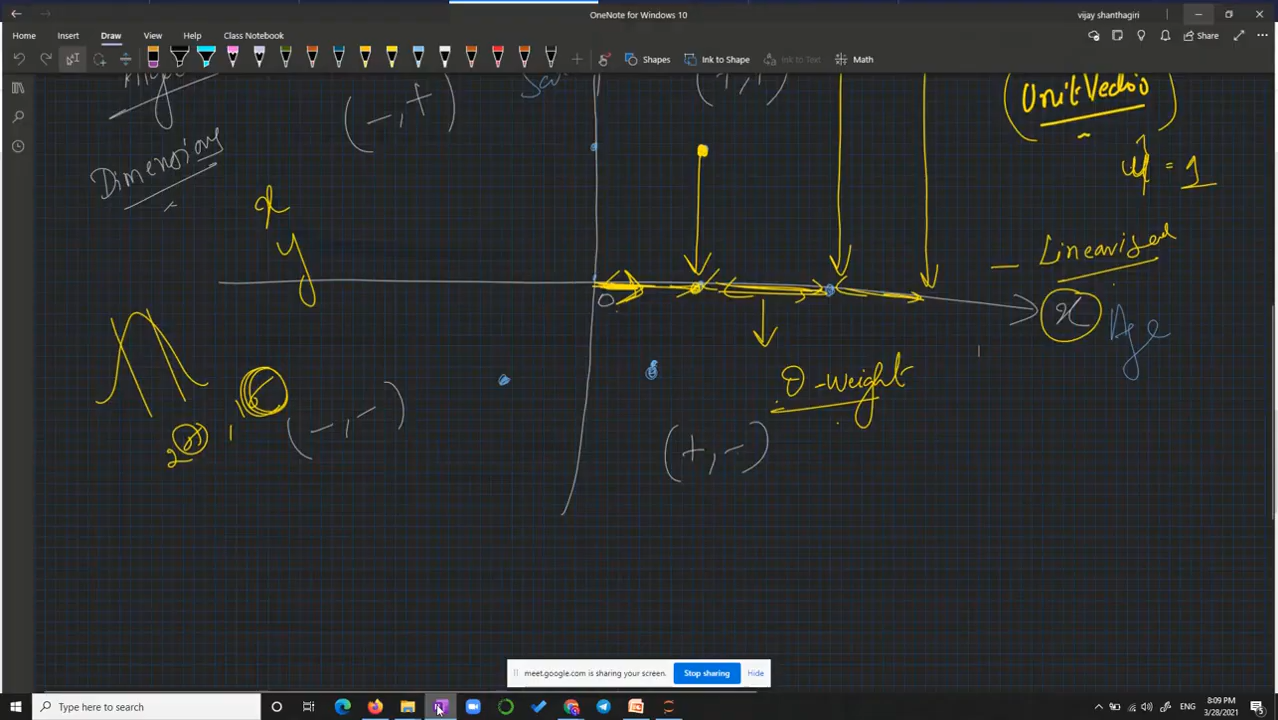 OneNote for Windows 10
vijay shanthagiri
Home Insert Draw View Help Class Notebook
Share
Shapes Ink to Shape Ink to Text Math
(-,+)
(+,+)
Unit Vector
Dimensions
û = 1
x
y
Linearized
0
x Age
θ - Weight
(-,-)
(+,-)
meet.google.com is sharing your screen. Stop sharing Hide
Type here to search
ENG
8:09 PM
3/28/2021